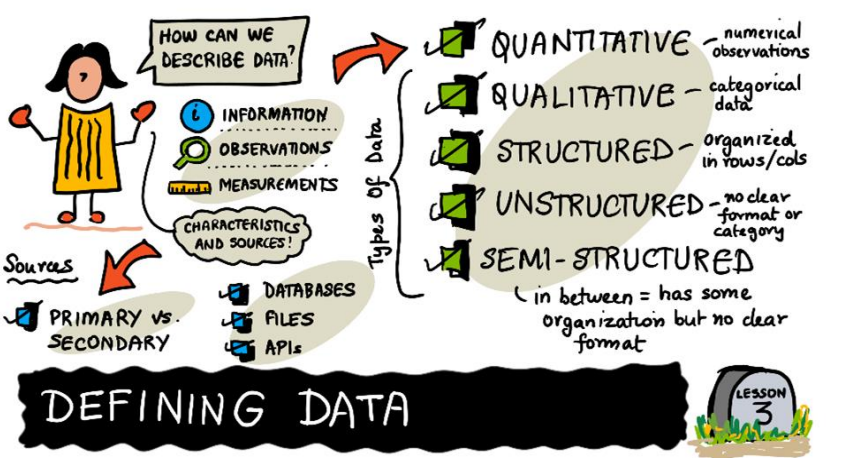 HOW CAN WE
DESCRIBE DATA?
?
i INFORMATION
OBSERVATIONS
MEASUREMENTS
CHARACTERISTICS
AND SOURCES!
Sources
PRIMARY vs.
SECONDARY
DATABASES
FILES
APIs
Types Of Data
QUANTITATIVE - numerical
observations
QUALITATIVE - categorical
data
STRUCTURED - organized
in rows/cols
UNSTRUCTURED - no clear
format or
category
SEMI-STRUCTURED
in between = has some
organization but no clear
format
DEFINING DATA
LESSON
3